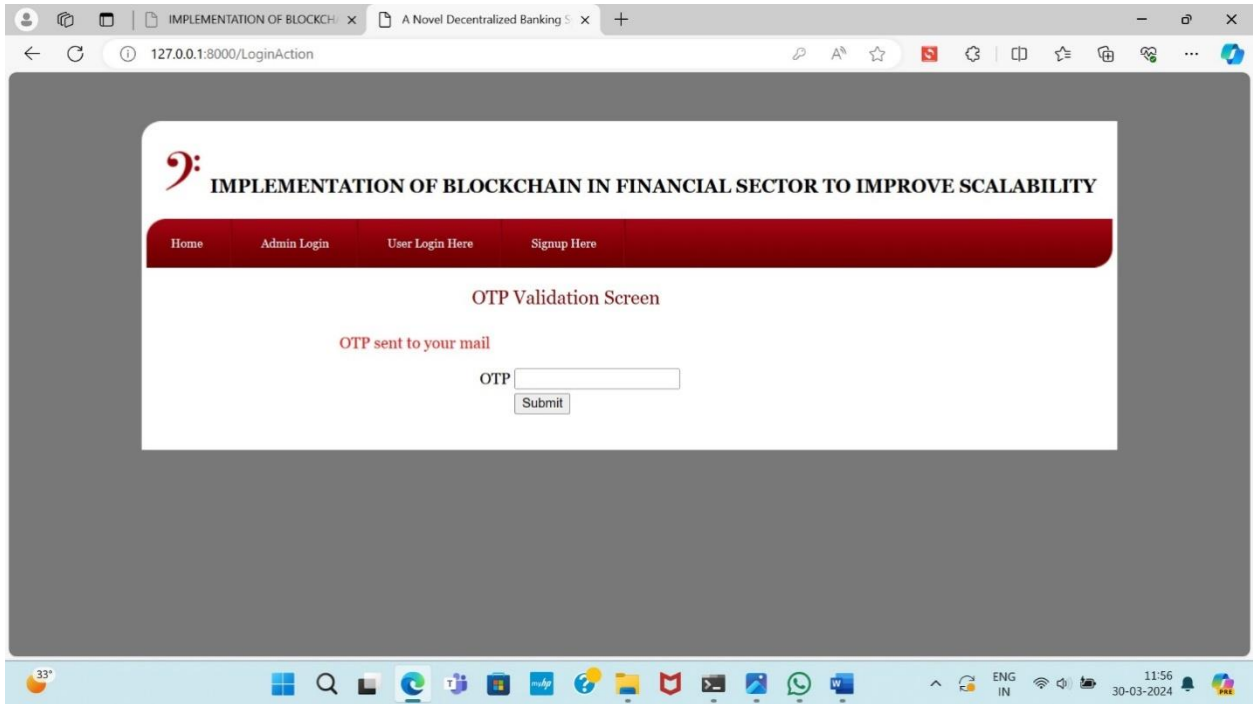 IMPLEMENTATION OF BLOCKCH
A Novel Decentralized Banking S
127.0.0.1:8000/LoginAction
IMPLEMENTATION OF BLOCKCHAIN IN FINANCIAL SECTOR TO IMPROVE SCALABILITY
Home Admin Login User Login Here Signup Here
OTP Validation Screen
OTP sent to your mail
OTP
Submit
33°
myhp
ENG
IN
11:56
30-03-2024
PRE